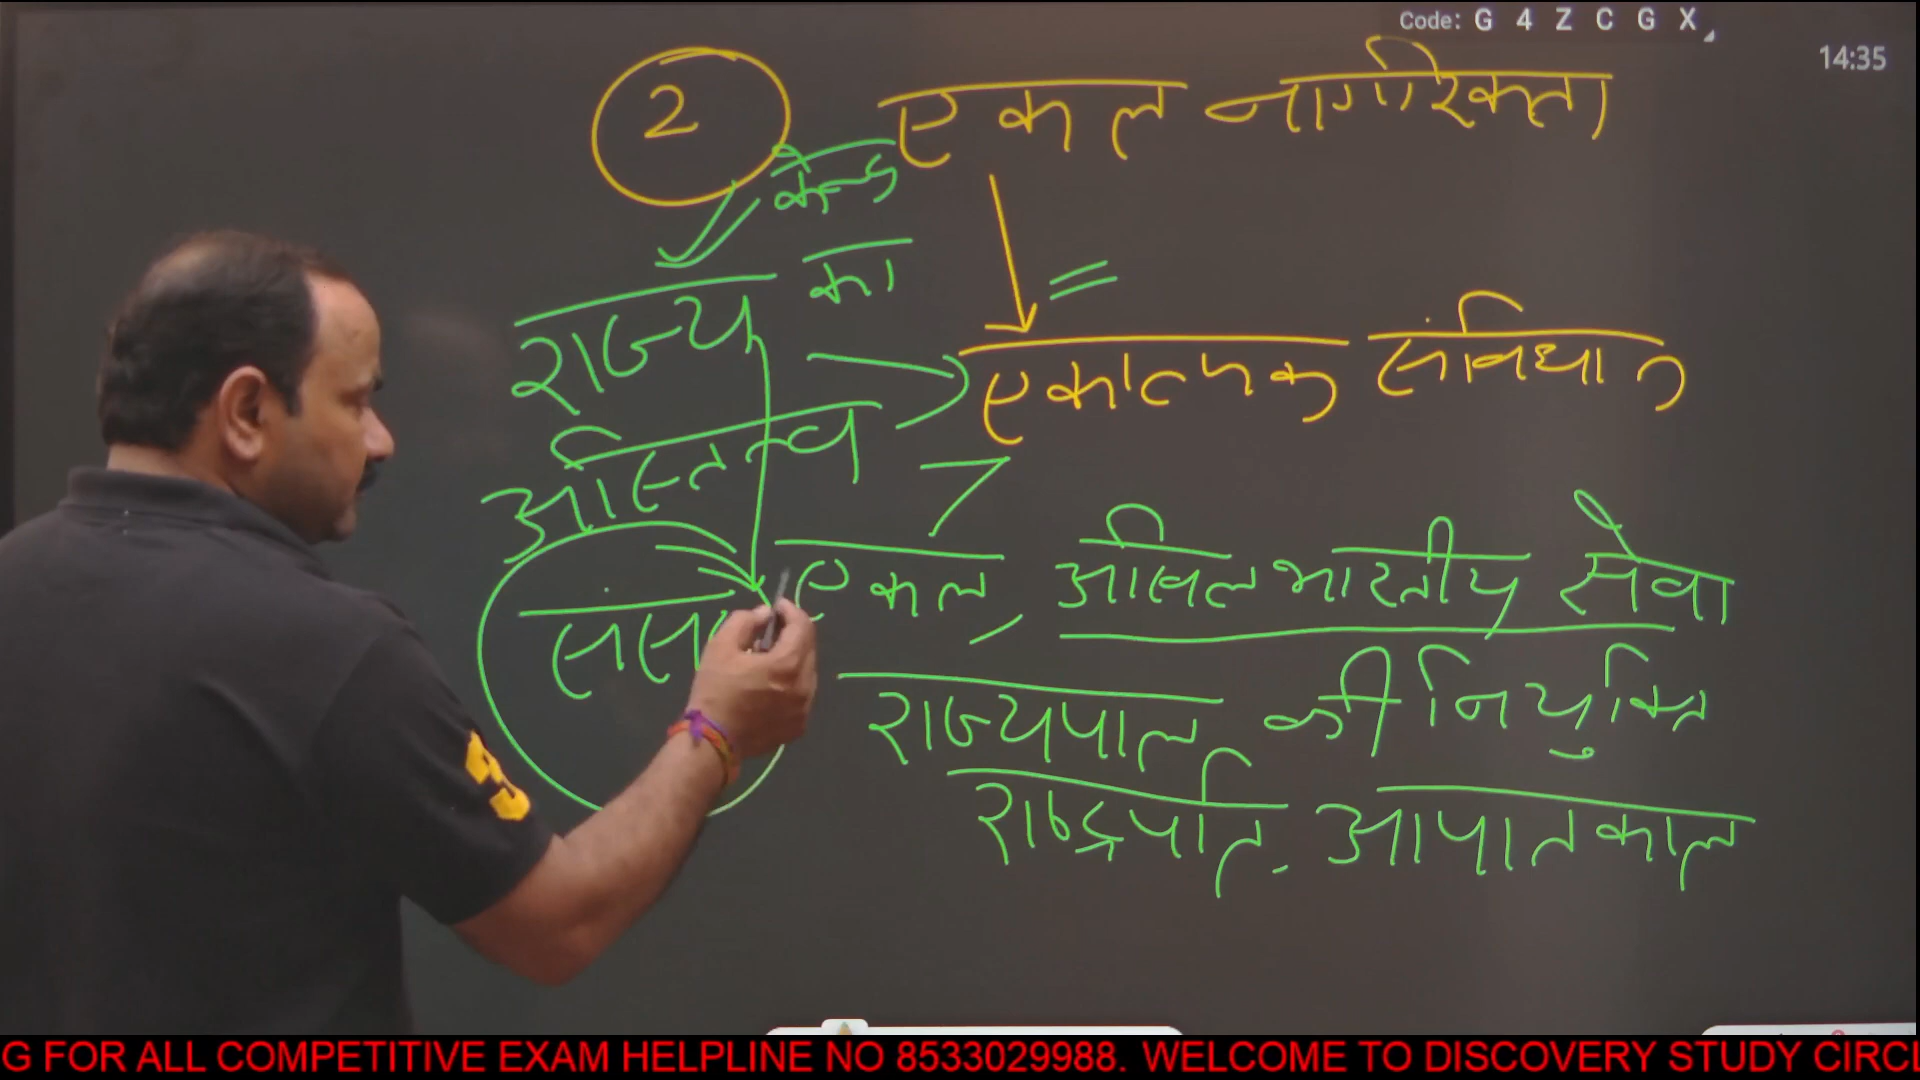 Code: G 4 Z C G X
14:35
2 एकल नागरिकता
केन्द्र
राज्य का
एकात्मक संविधान
अस्तित्व
एकल, अखिल भारतीय सेवा
राज्यपाल की नियुक्ति
राष्ट्रपति. आपातकाल
G FOR ALL COMPETITIVE EXAM HELPLINE NO 8533029988. WELCOME TO DISCOVERY STUDY CIRCL